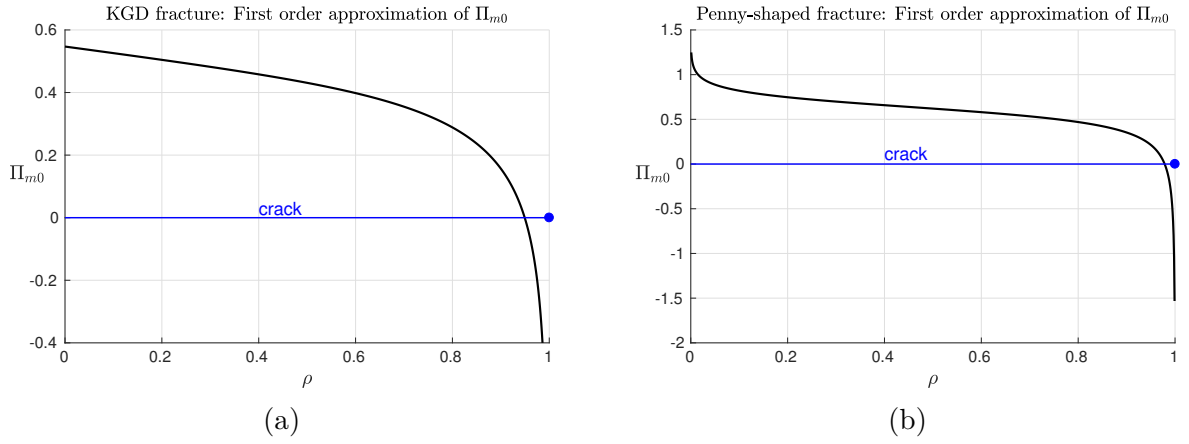 KGD fracture: First order approximation of Π_{m0}
0.6
0.4
0.2
Π_{m0}
crack
0
-0.2
-0.4
0 0.2 0.4 0.6 0.8 1
ρ
(a)
Penny-shaped fracture: First order approximation of Π_{m0}
1.5
1
0.5
crack
0
Π_{m0}
-0.5
-1
-1.5
-2
0 0.2 0.4 0.6 0.8 1
ρ
(b)